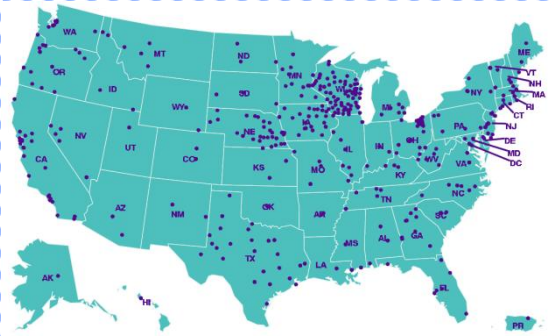 WA
MT
ND
MN
ME
VT
NH
MA
RI
CT
NJ
DE
MD
DC
OR
ID
SD
WI
MI
NY
WY
IA
PA
NV
UT
CO
NE
IL
IN
OH
WV
VA
CA
KS
MO
KY
NC
AZ
NM
OK
AR
TN
SC
MS
AL
GA
TX
LA
FL
AK
HI
PR